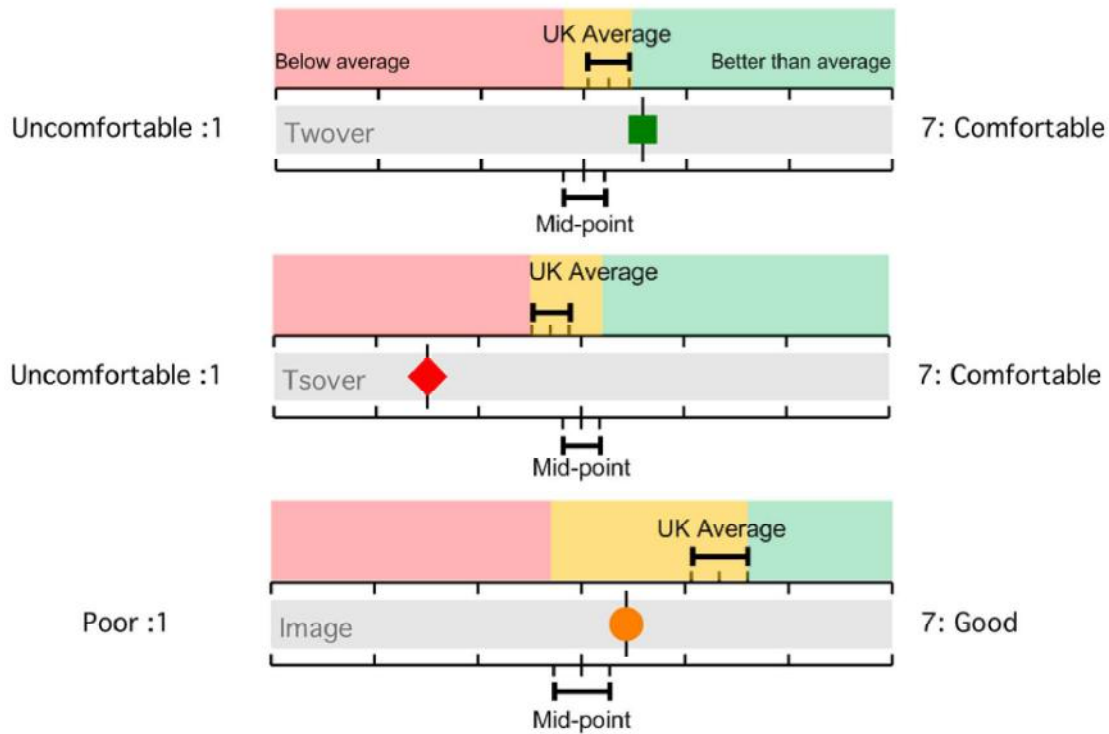 UK Average
Below average
Better than average
Uncomfortable :1
Twover
7: Comfortable
Mid-point
UK Average
Uncomfortable :1
Tsover
7: Comfortable
Mid-point
UK Average
Poor :1
Image
7: Good
Mid-point